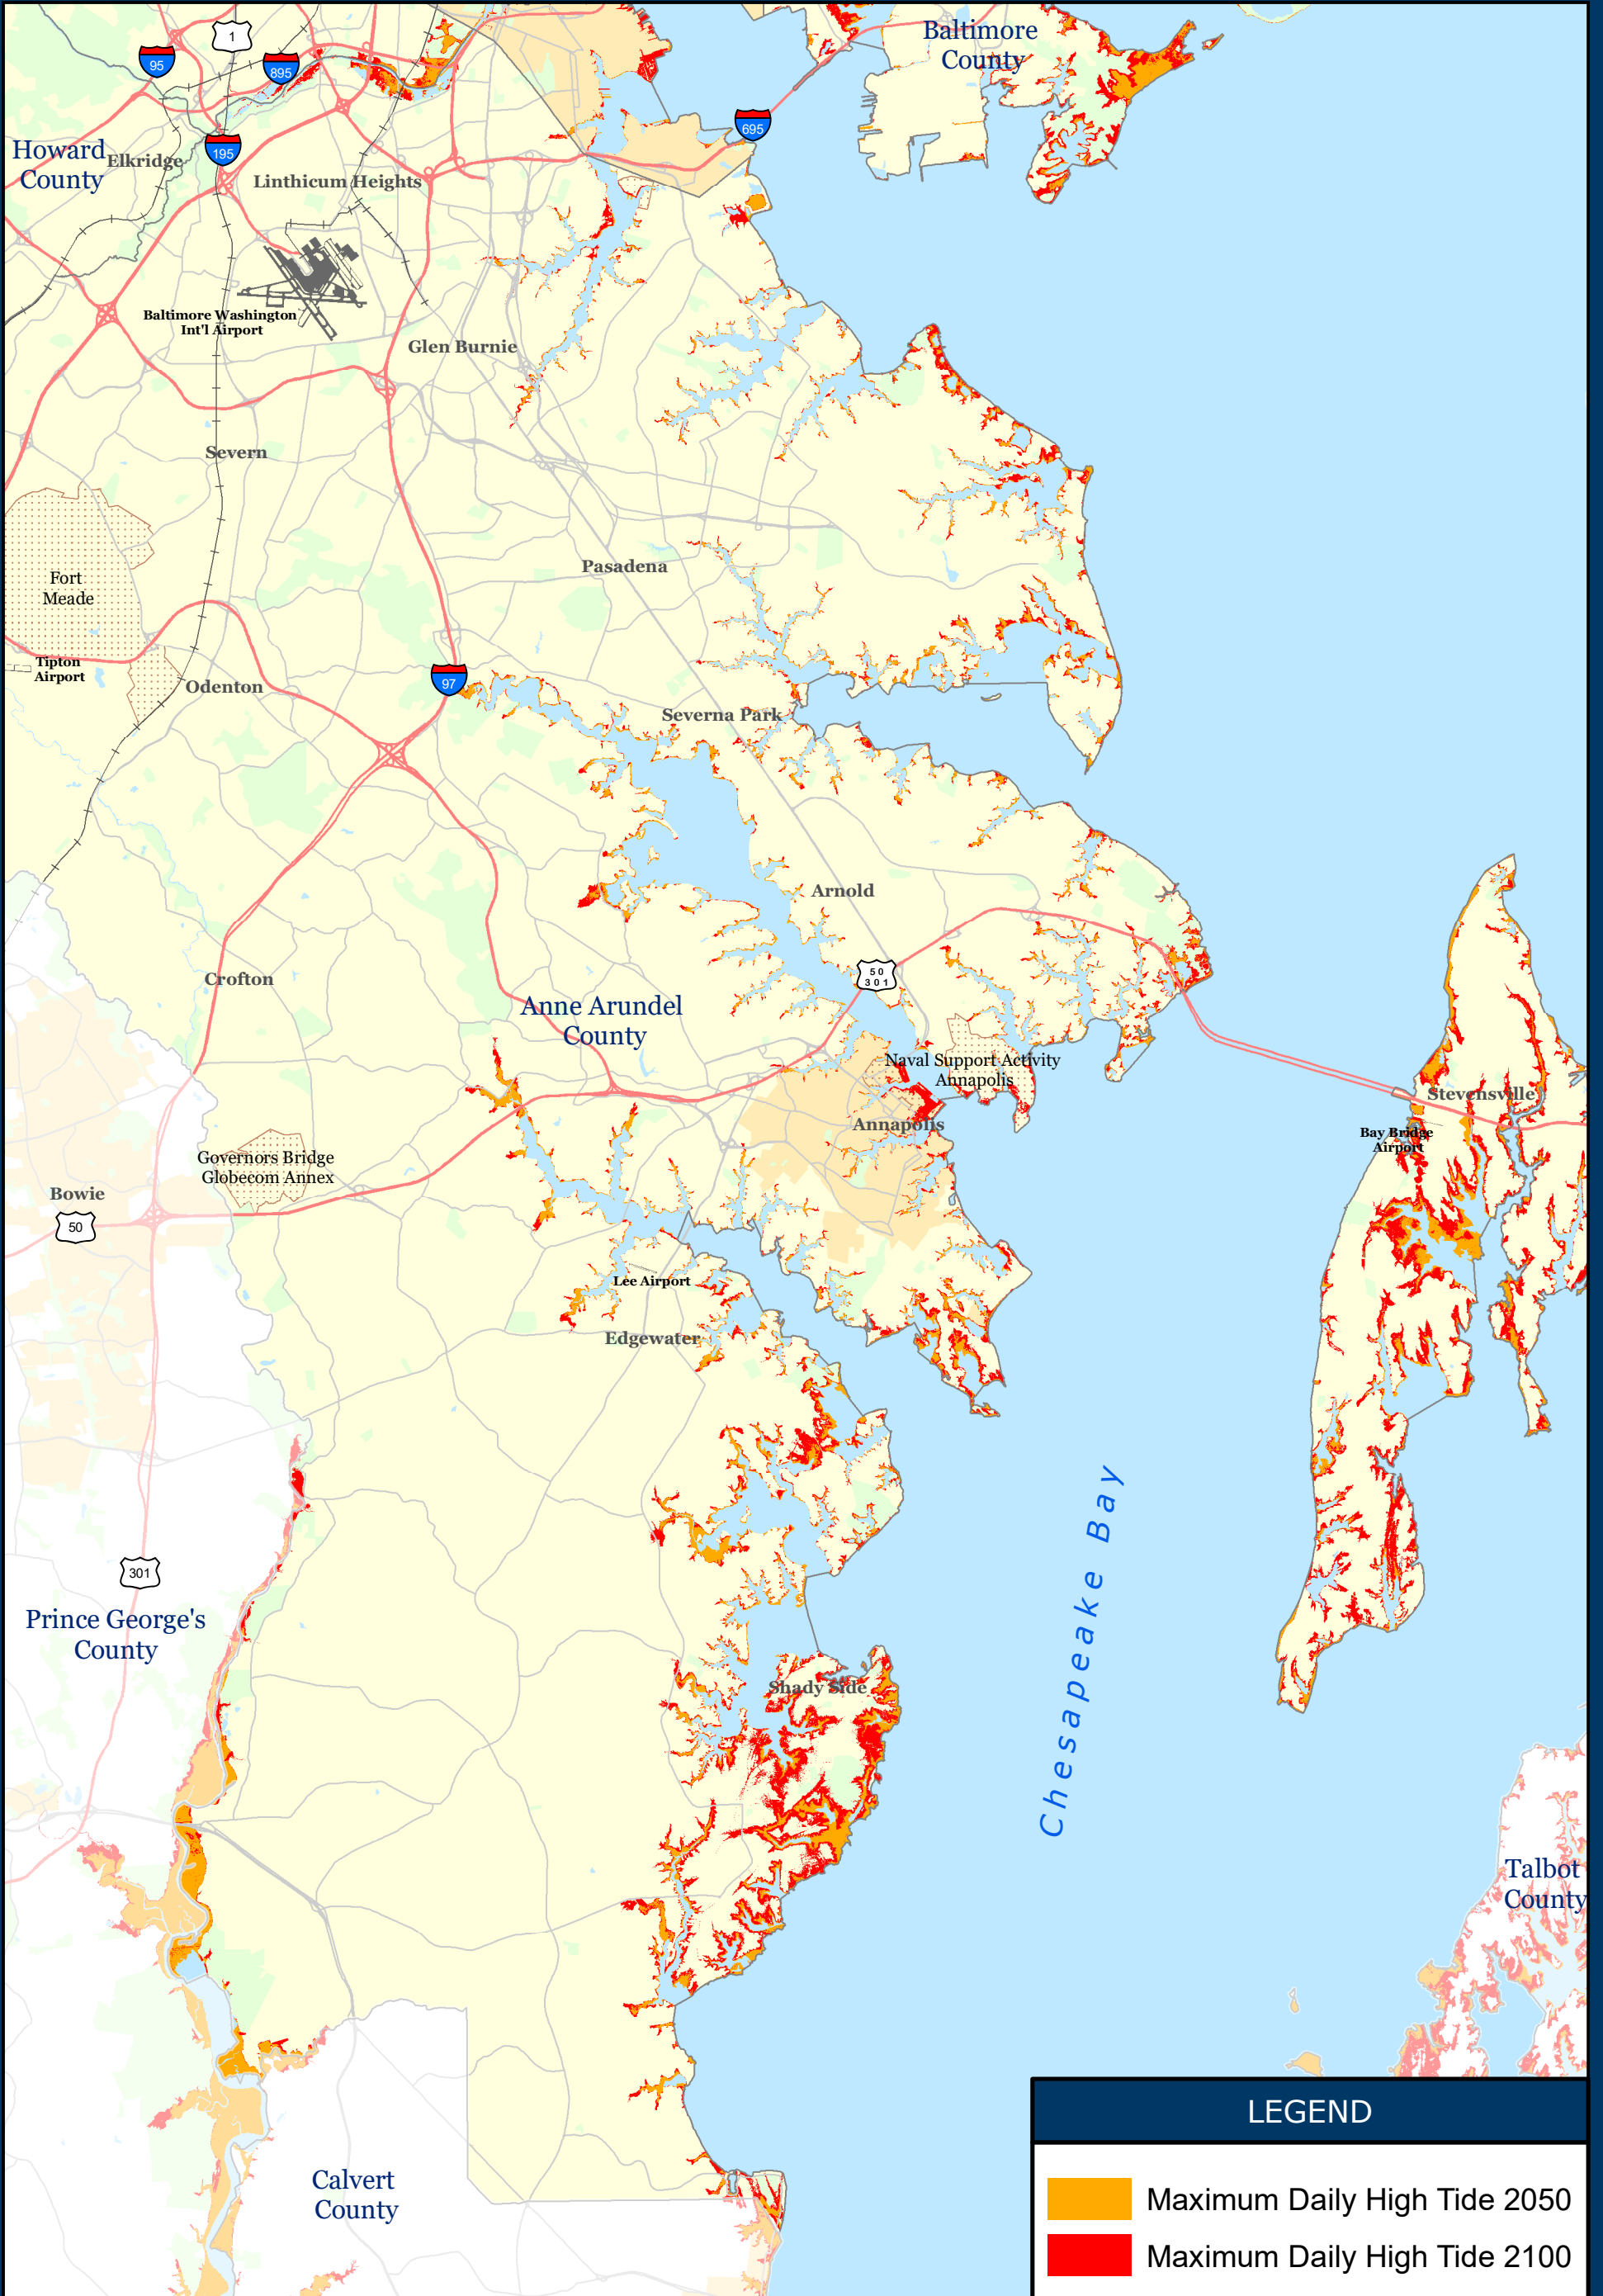 Baltimore
County
1
95
895
695
195
Howard
County
Elkridge
Linthicum Heights
Baltimore Washington
Int'l Airport
Glen Burnie
Severn
Fort
Meade
Pasadena
Tipton
Airport
Odenton
97
Severna Park
Arnold
50
301
Crofton
Anne Arundel
County
Naval Support Activity
Annapolis
Stevensville
Annapolis
Bay Bridge
Airport
Governors Bridge
Globecom Annex
Bowie
50
Lee Airport
Edgewater
Chesapeake Bay
301
Prince George's
County
Shady Side
Talbot
County
Calvert
County
LEGEND
Maximum Daily High Tide 2050
Maximum Daily High Tide 2100